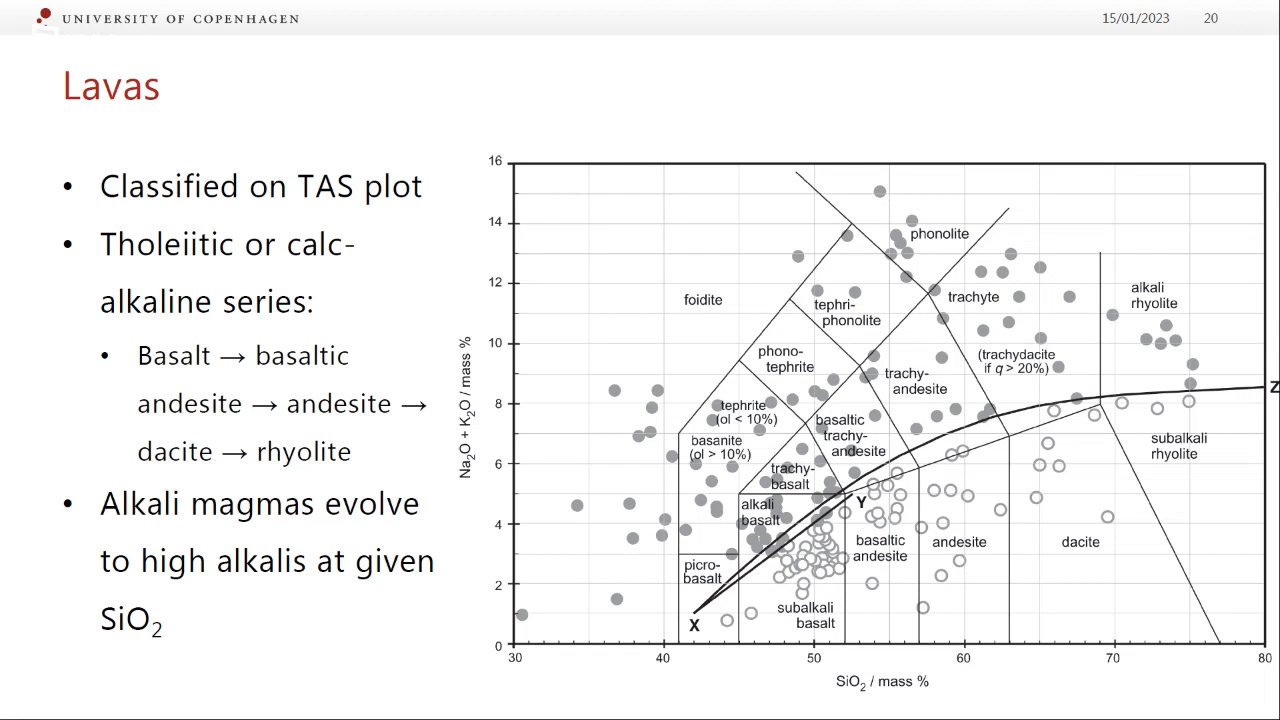 UNIVERSITY OF COPENHAGEN
15/01/2023 20
Lavas
• Classified on TAS plot
• Tholeiitic or calc-
alkaline series:
• Basalt → basaltic
andesite → andesite →
dacite → rhyolite
• Alkali magmas evolve
to high alkalis at given
SiO₂
16
14
12
10
8
6
4
2
0
Na₂O + K₂O / mass %
30
40
50
60
70
80
SiO₂ / mass %
foidite
phonolite
tephri-
phonolite
trachyte
alkali
rhyolite
phono-
tephrite
(trachydacite
if q > 20%)
trachy-
andesite
tephrite
(ol < 10%)
basanite
(ol > 10%)
basaltic
trachy-
andesite
subalkali
rhyolite
trachy-
basalt
alkali
basalt
basaltic
andesite
andesite
dacite
picro-
basalt
subalkali
basalt
X
Y
Z